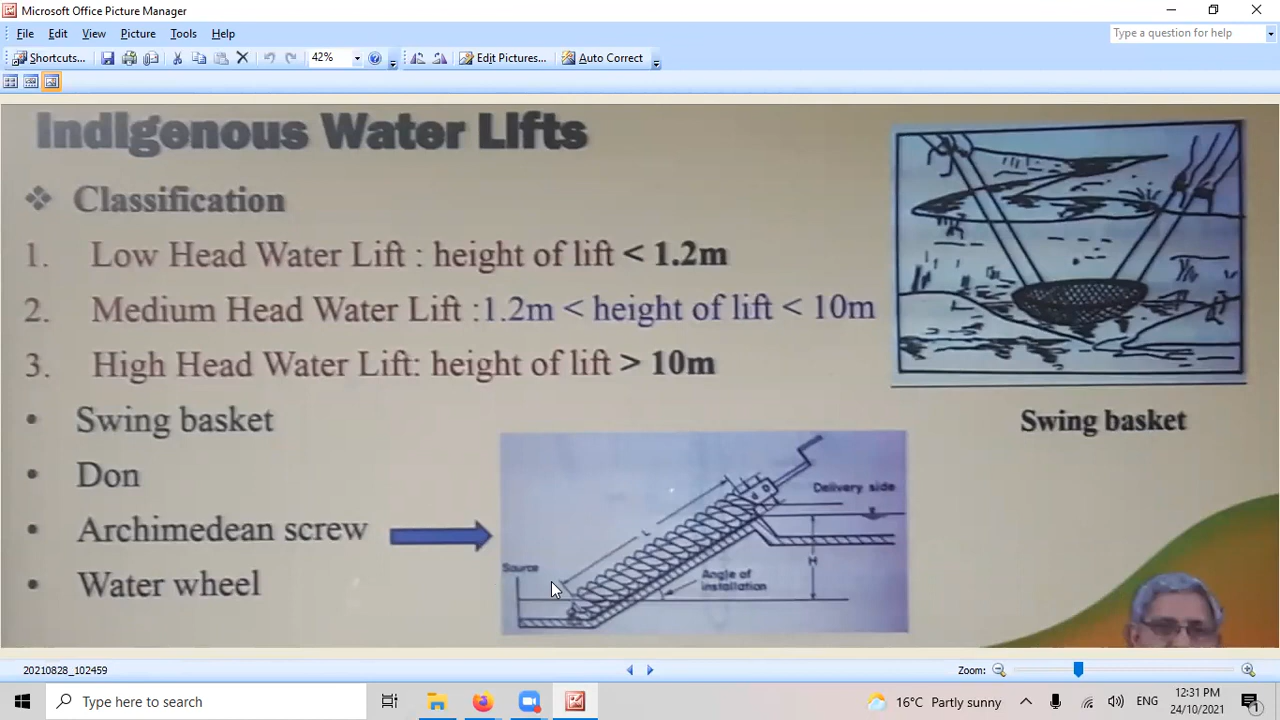 Microsoft Office Picture Manager
File Edit View Picture Tools Help
Type a question for help
Shortcuts... 42% Edit Pictures... Auto Correct
Indigenous Water Lifts
Classification
1. Low Head Water Lift : height of lift < 1.2m
2. Medium Head Water Lift :1.2m < height of lift < 10m
3. High Head Water Lift: height of lift > 10m
• Swing basket
• Don
• Archimedean screw
• Water wheel
Swing basket
Delivery side
L
Source
H
Angle of
installation
20210828_102459
Zoom:
Type here to search
16°C Partly sunny
ENG
12:31 PM
24/10/2021
1